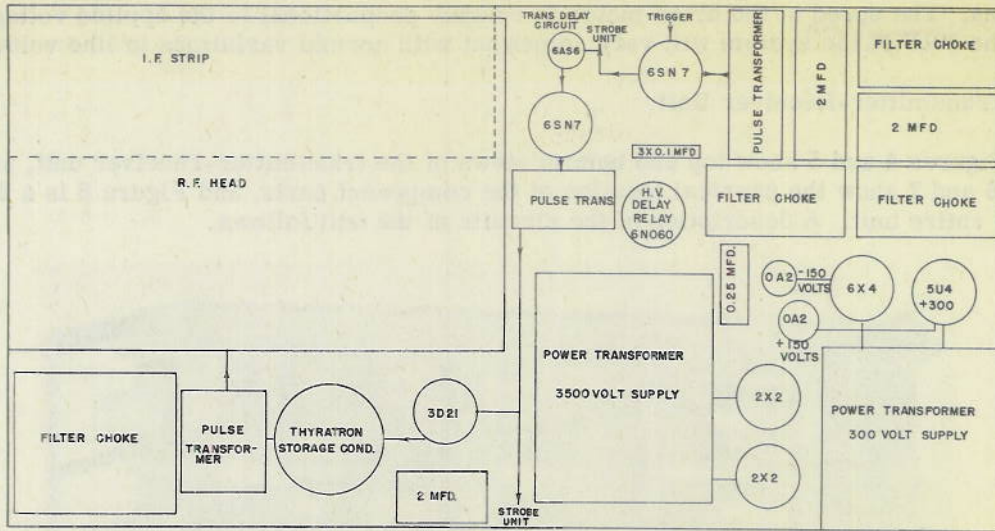 TRANS DELAY
CIRCUIT
STROBE
UNIT
TRIGGER
6AS6
6SN7
6SN7
I.F. STRIP
R.F. HEAD
PULSE TRANSFORMER
2 MFD
FILTER CHOKE
2 MFD
3X0.1MFD
PULSE TRANS
H.V.
DELAY
RELAY
6NO60
FILTER CHOKE
FILTER CHOKE
0.25 MFD.
OA2
-150
VOLTS
6X4
5U4
+300
OA2
+150
VOLTS
POWER TRANSFORMER
3500 VOLT SUPPLY
2X2
2X2
POWER TRANSFORMER
300 VOLT SUPPLY
FILTER CHOKE
PULSE
TRANSFOR-
MER
THYRATRON
STORAGE COND.
3D21
2 MFD.
STROBE
UNIT